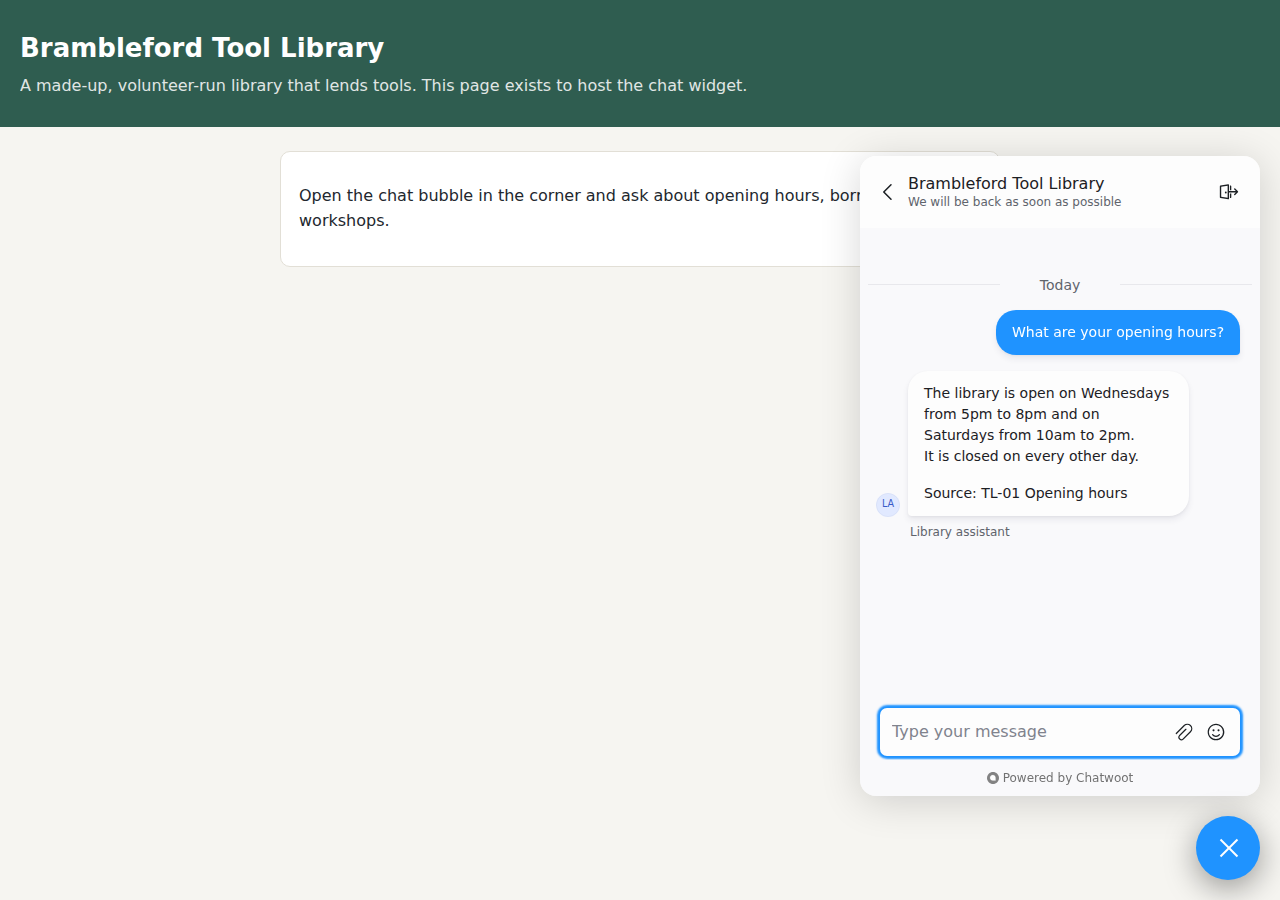 Brambleford Tool Library
A made-up, volunteer-run library that lends tools. This page exists to host the chat widget.
Open the chat bubble in the corner and ask about opening hours,
workshops.
Brambleford Tool Library
We will be back as soon as possible
Today
What are your opening hours?
The library is open on Wednesdays
from 5pm to 8pm and on
Saturdays from 10am to 2pm.
It is closed on every other day.
Source: TL-01 Opening hours
LA
Library assistant
Type your message
Powered by Chatwoot